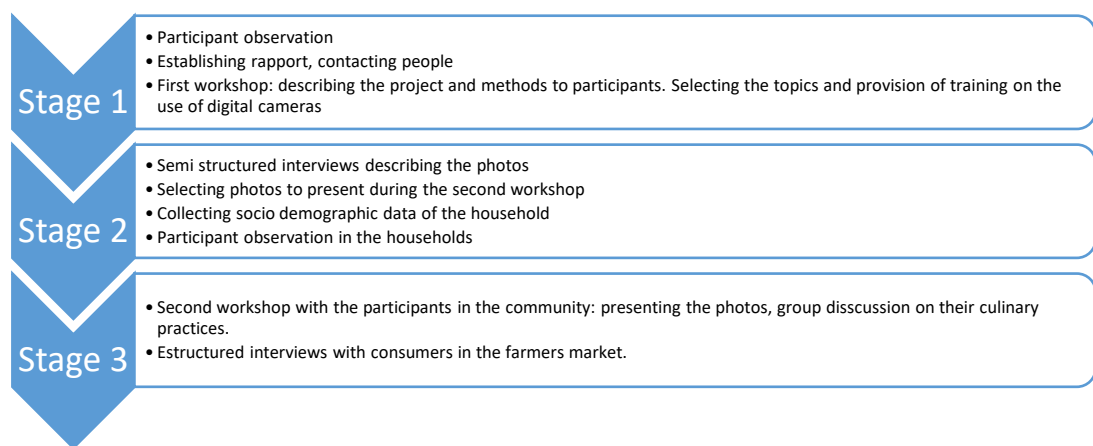 Stage 1
• Participant observation
• Establishing rapport, contacting people
• First workshop: describing the project and methods to participants. Selecting the topics and provision of training on the
use of digital cameras
Stage 2
• Semi structured interviews describing the photos
• Selecting photos to present during the second workshop
• Collecting socio demographic data of the household
• Participant observation in the households
Stage 3
• Second workshop with the participants in the community: presenting the photos, group disscussion on their culinary
practices.
• Estructured interviews with consumers in the farmers market.